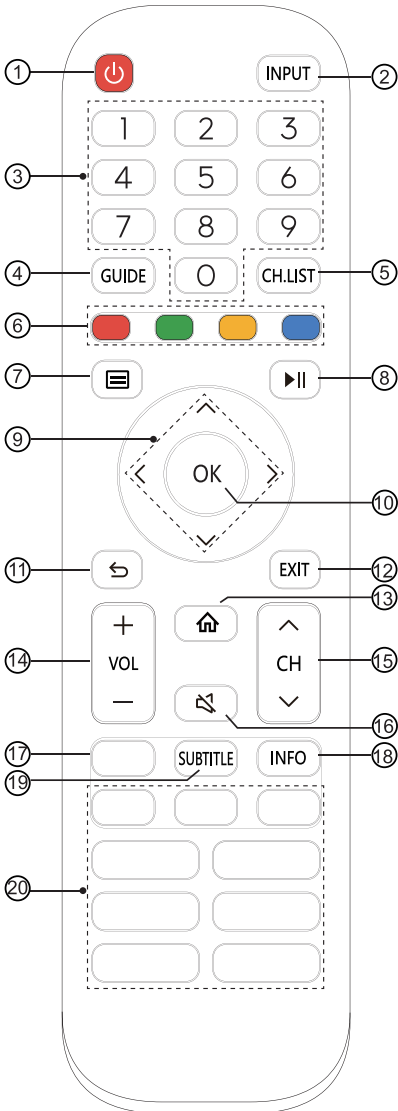 ① INPUT ②
1 2 3
③ 4 5 6
7 8 9
④ GUIDE 0 CH.LIST ⑤
⑥
⑦ ⑧
⑨
OK ⑩
⑪ EXIT ⑫
⑬
⑭ + VOL — CH ⑮
⑯
⑰ SUBTITLE INFO ⑱
⑲
⑳